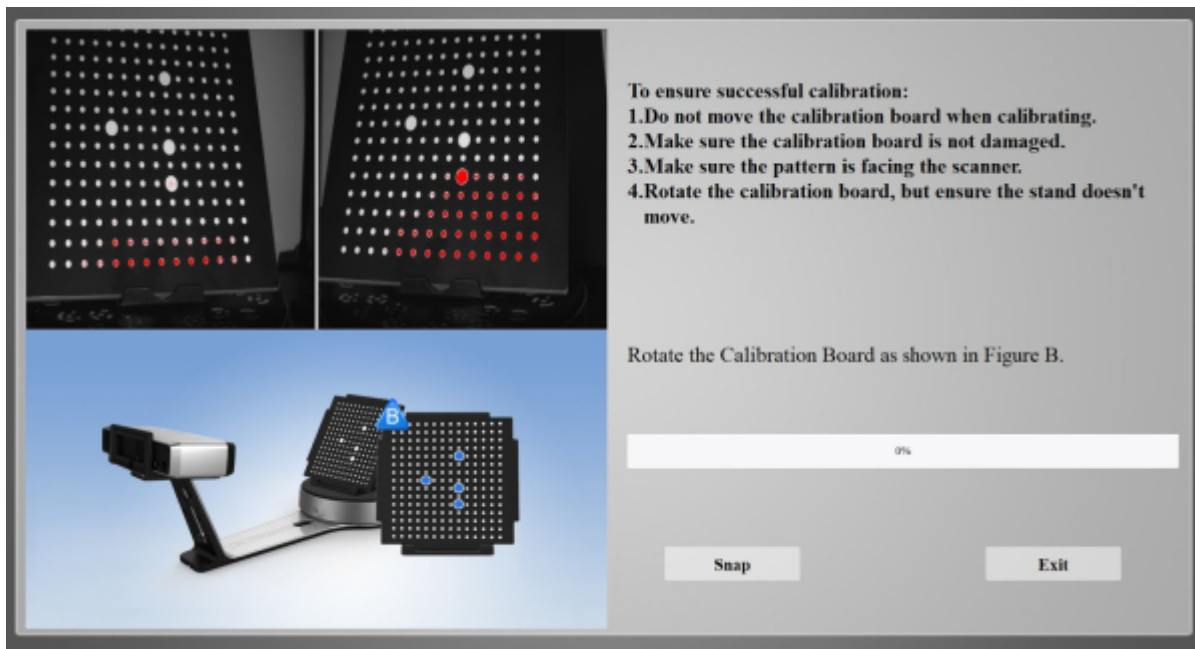 To ensure successful calibration:
1.Do not move the calibration board when calibrating.
2.Make sure the calibration board is not damaged.
3.Make sure the pattern is facing the scanner.
4.Rotate the calibration board, but ensure the stand doesn't
move.
B
Rotate the Calibration Board as shown in Figure B.
0%
Snap
Exit